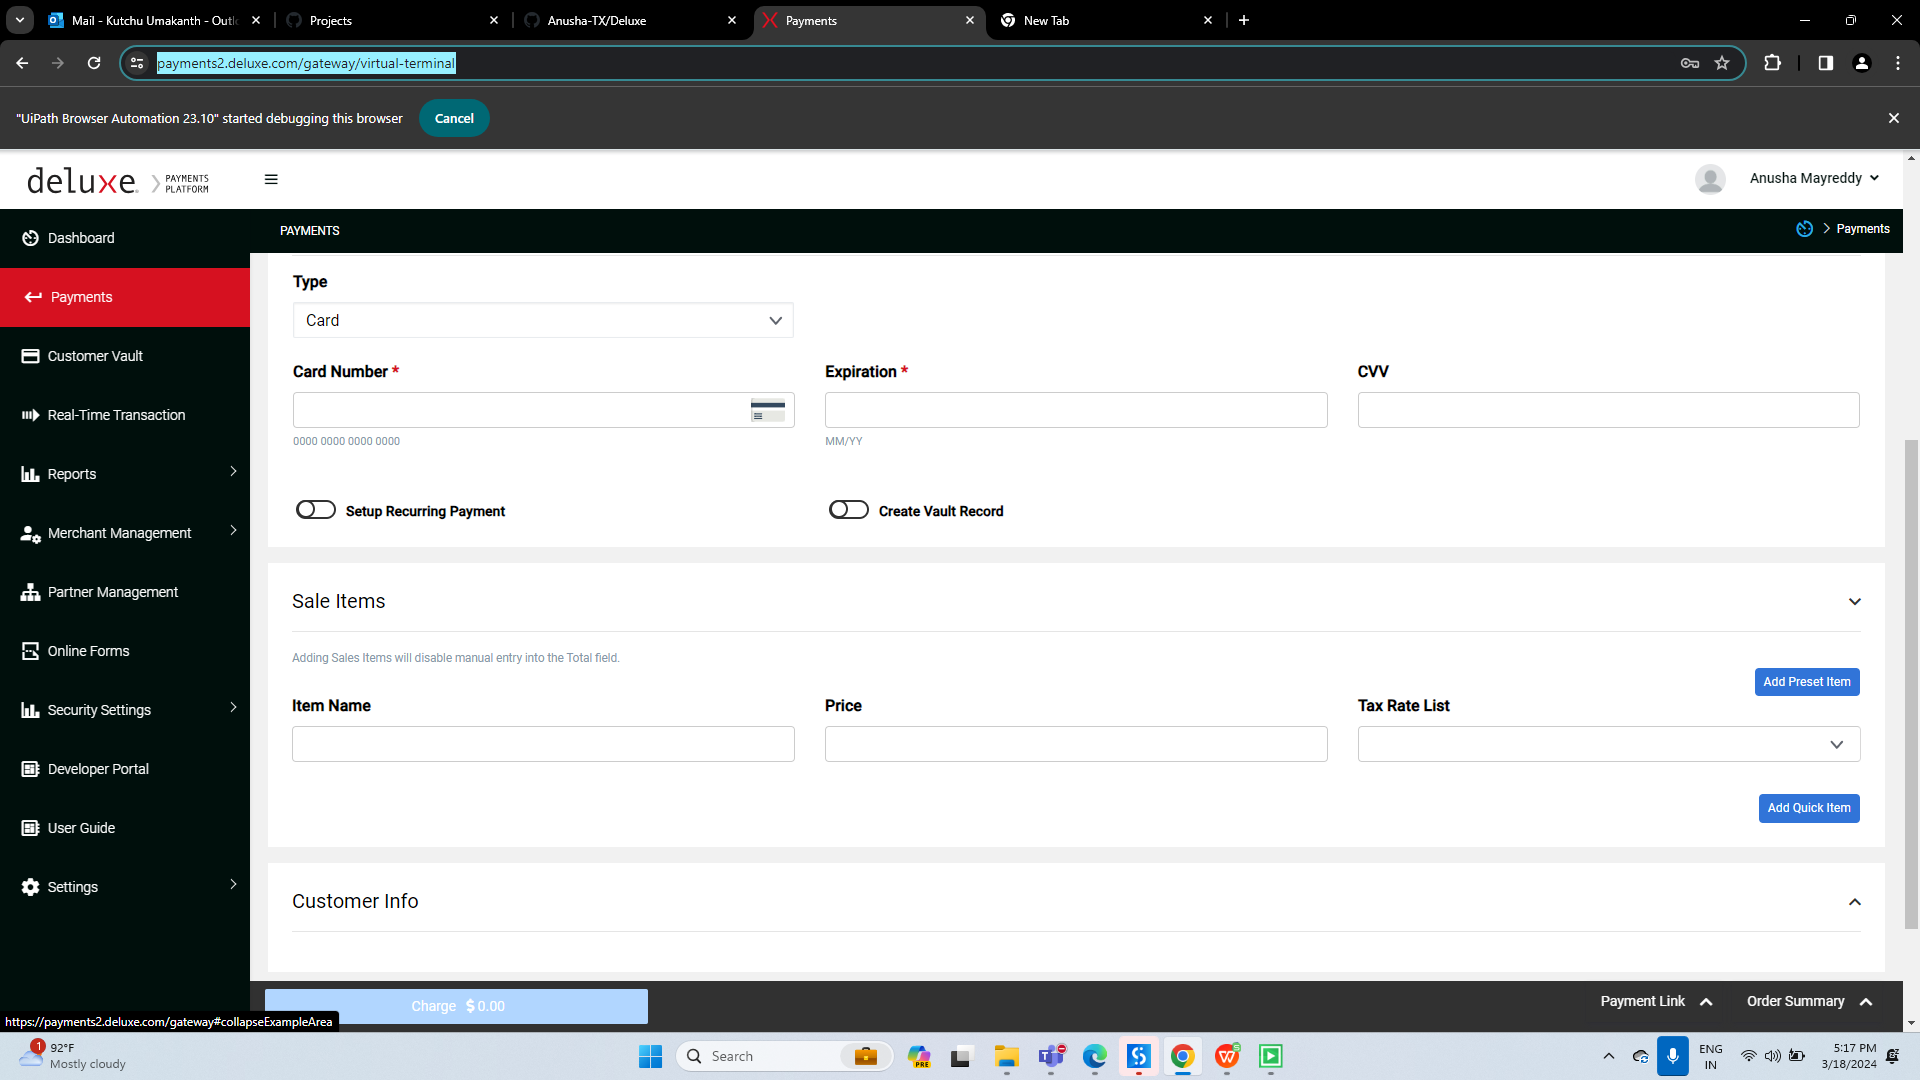 Mail - Kutchu Umakanth - Outl
Projects
Anusha-TX/Deluxe
Payments
New Tab
payments2.deluxe.com/gateway/virtual-terminal
"UiPath Browser Automation 23.10" started debugging this browser
Cancel
deluxe.
PAYMENTS
PLATFORM
Anusha Mayreddy
Dashboard
Payments
Customer Vault
Real-Time Transaction
Reports
Merchant Management
Partner Management
Online Forms
Security Settings
Developer Portal
User Guide
Settings
PAYMENTS
Payments
Type
Card
Card Number *
Expiration *
CVV
0000 0000 0000 0000
MM/YY
Setup Recurring Payment
Create Vault Record
Sale Items
Adding Sales Items will disable manual entry into the Total field.
Add Preset Item
Item Name
Price
Tax Rate List
Add Quick Item
Customer Info
Charge $ 0.00
Payment Link
Order Summary
https://payments2.deluxe.com/gateway#collapseExampleArea
1
92°F
Mostly cloudy
Search
PRE
ENG
IN
5:17 PM
3/18/2024